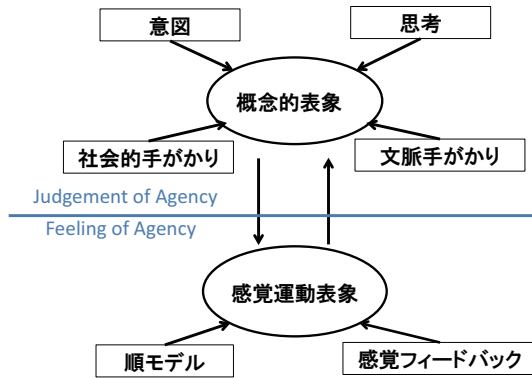 意図
思考
概念的表象
社会的手がかり
文脈手がかり
Judgement of Agency
Feeling of Agency
感覚運動表象
順モデル
感覚フィードバック